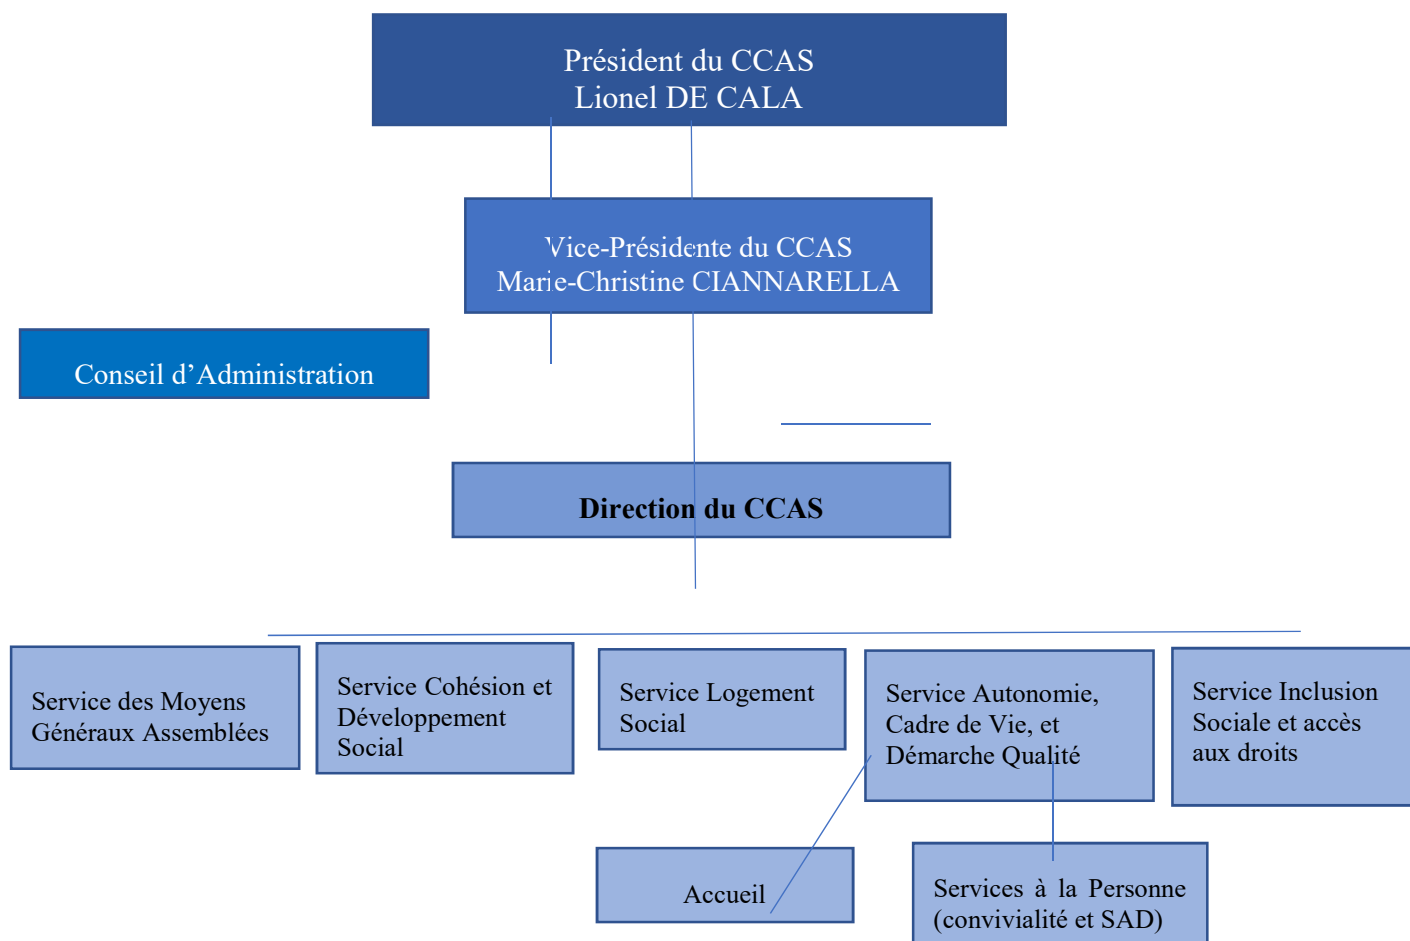 Président du CCAS
Lionel DE CALA
Vice-Présidente du CCAS
Marie-Christine CIANNARELLA
Conseil d’Administration
Direction du CCAS
Service des Moyens
Généraux Assemblées
Service Cohésion et
Développement
Social
Service Logement
Social
Service Autonomie,
Cadre de Vie, et
Démarche Qualité
Service Inclusion
Sociale et accès
aux droits
Accueil
Services à la Personne
(convivialité et SAD)